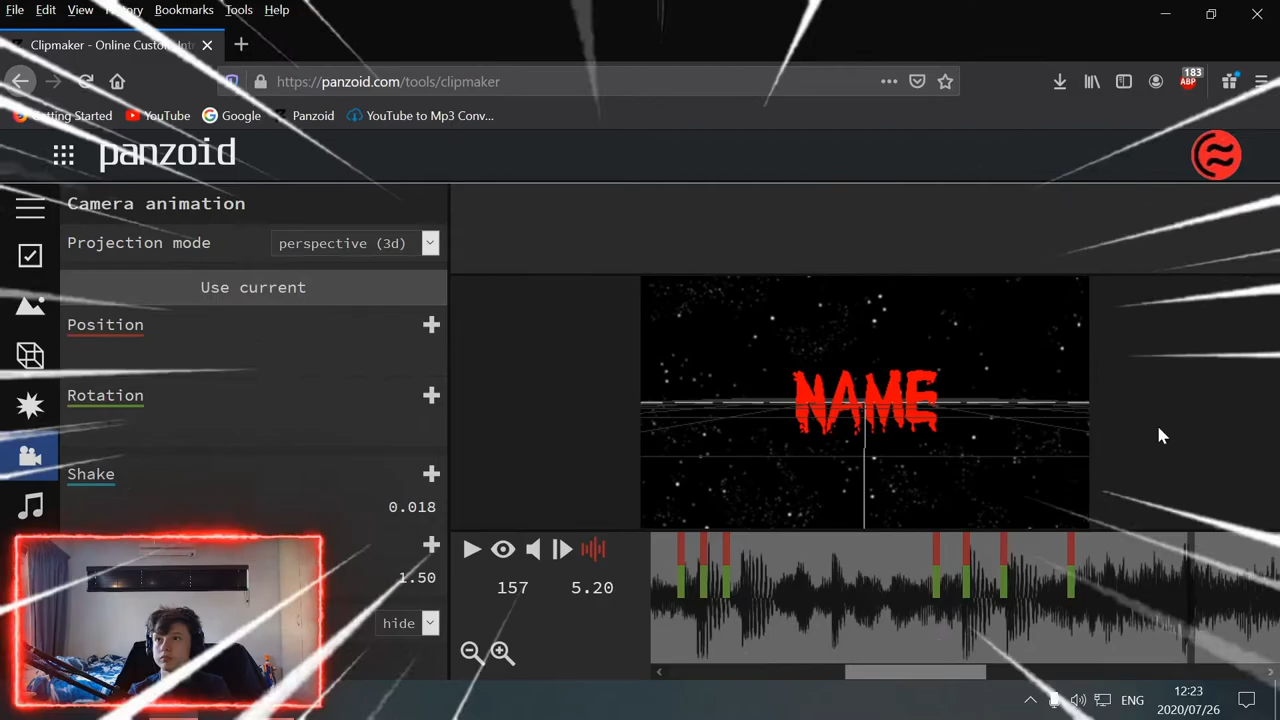 File Edit View History Bookmarks Tools Help
Clipmaker - Online Custom Intr
https://panzoid.com/tools/clipmaker
183
ABP
Getting Started YouTube Google Panzoid YouTube to Mp3 Conv...
panzoid
Camera animation
Projection mode perspective (3d)
Use current
Position
Rotation
Shake
0.018
1.50
hide
NAME
157 5.20
ENG
12:23
2020/07/26